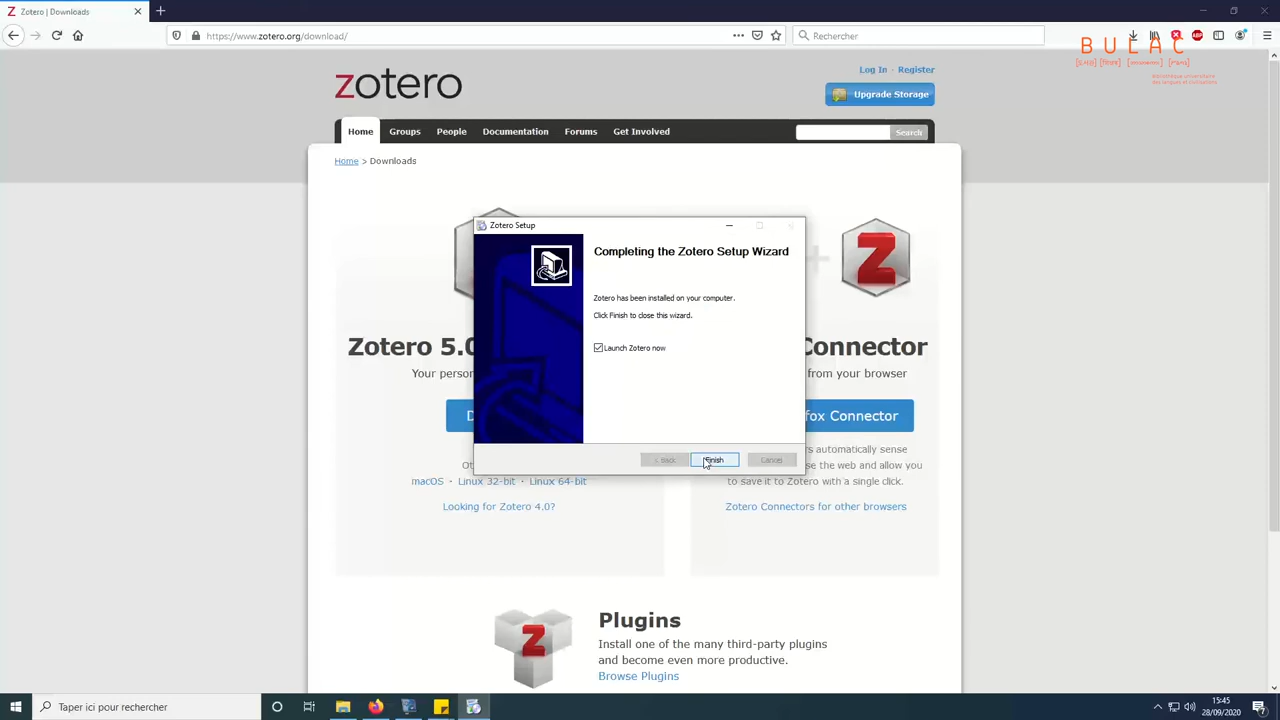 Zotero | Downloads
https://www.zotero.org/download/
Rechercher
BULAC
zotero
Log In · Register
Upgrade Storage
Home
Groups
People
Documentation
Forums
Get Involved
Search
Home > Downloads
Zotero Setup
Completing the Zotero Setup Wizard
Zotero has been installed on your computer.
Click Finish to close this wizard.
Launch Zotero now
< Back
Finish
Cancel
Zotero 5.0
Your person
D
Ot
macOS · Linux 32-bit · Linux 64-bit
Looking for Zotero 4.0?
Connector
from your browser
fox Connector
rs automatically sense
se the web and allow you
to save it to Zotero with a single click.
Zotero Connectors for other browsers
Plugins
Install one of the many third-party plugins
and become even more productive.
Browse Plugins
Taper ici pour rechercher
15:45
28/09/2020